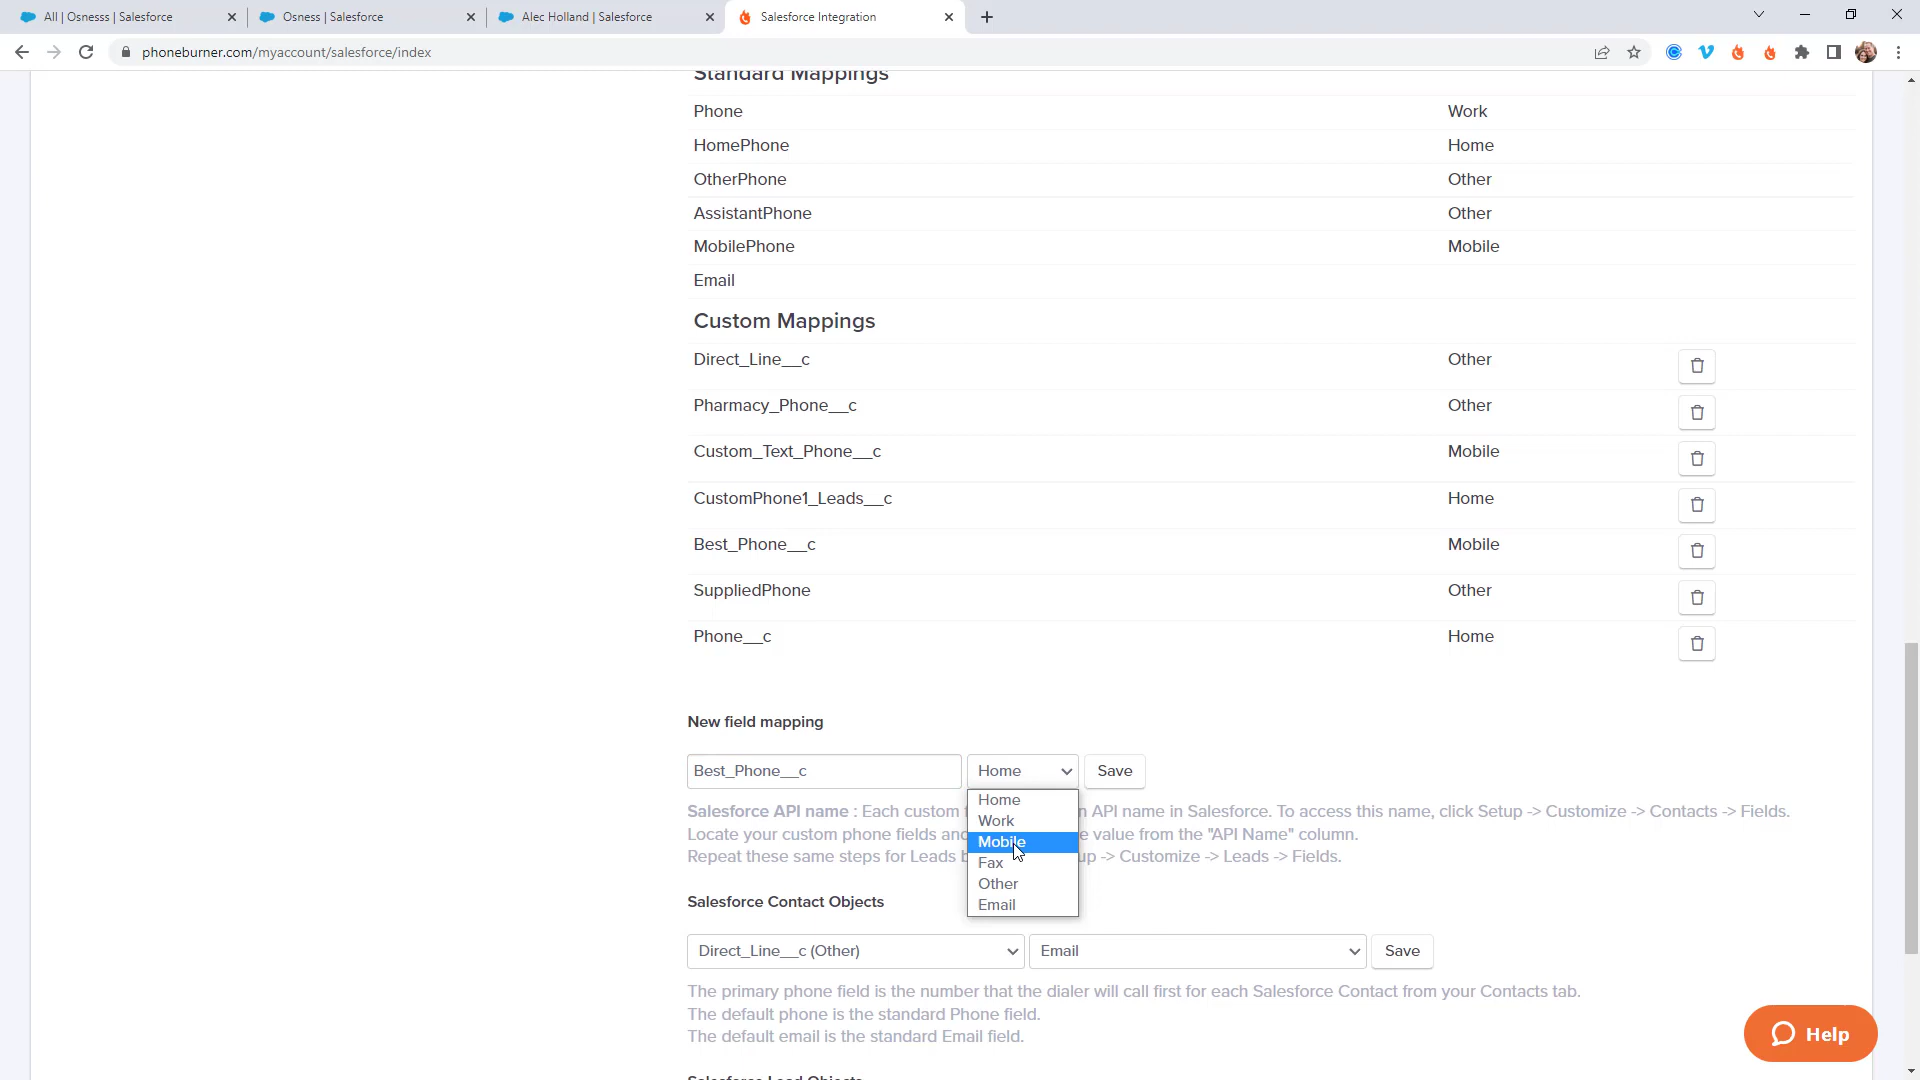 All | Osnesss | Salesforce
Osness | Salesforce
Alec Holland | Salesforce
Salesforce Integration
phoneburner.com/myaccount/salesforce/index
Standard Mappings
Phone Work
HomePhone Home
OtherPhone Other
AssistantPhone Other
MobilePhone Mobile
Email
Custom Mappings
Direct_Line__c Other
Pharmacy_Phone__c Other
Custom_Text_Phone__c Mobile
CustomPhone1_Leads__c Home
Best_Phone__c Mobile
SuppliedPhone Other
Phone__c Home
New field mapping
Best_Phone__c Home Save
Home
Work
Mobile
Fax
Other
Email
Salesforce API name : Each custom API name in Salesforce. To access this name, click Setup -> Customize -> Contacts -> Fields.
Locate your custom phone fields and value from the "API Name" column.
Repeat these same steps for Leads -> Customize -> Leads -> Fields.
Salesforce Contact Objects
Direct_Line__c (Other) Email Save
The primary phone field is the number that the dialer will call first for each Salesforce Contact from your Contacts tab.
The default phone is the standard Phone field.
The default email is the standard Email field.
Salesforce Lead Objects
Help